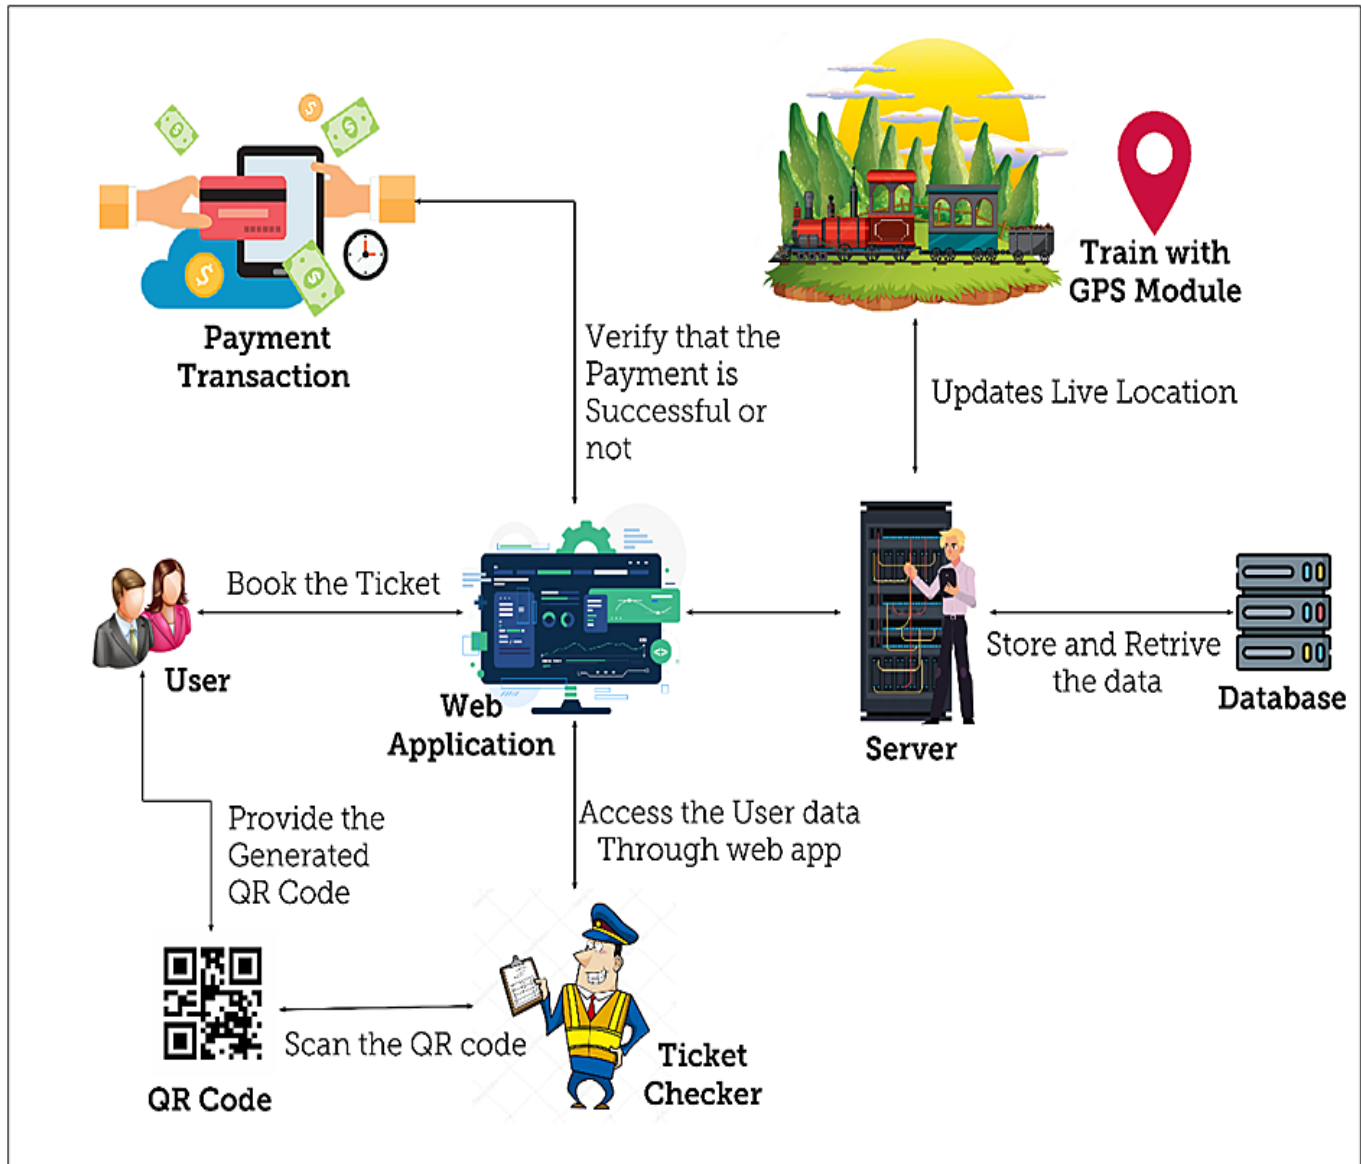 Payment
Transaction
Train with
GPS Module
Verify that the
Payment is
Successful or
not
Updates Live Location
Book the Ticket
User
Web
Application
Server
Store and Retrive
the data
Database
Provide the
Generated
QR Code
Access the User data
Through web app
Scan the QR code
QR Code
Ticket
Checker